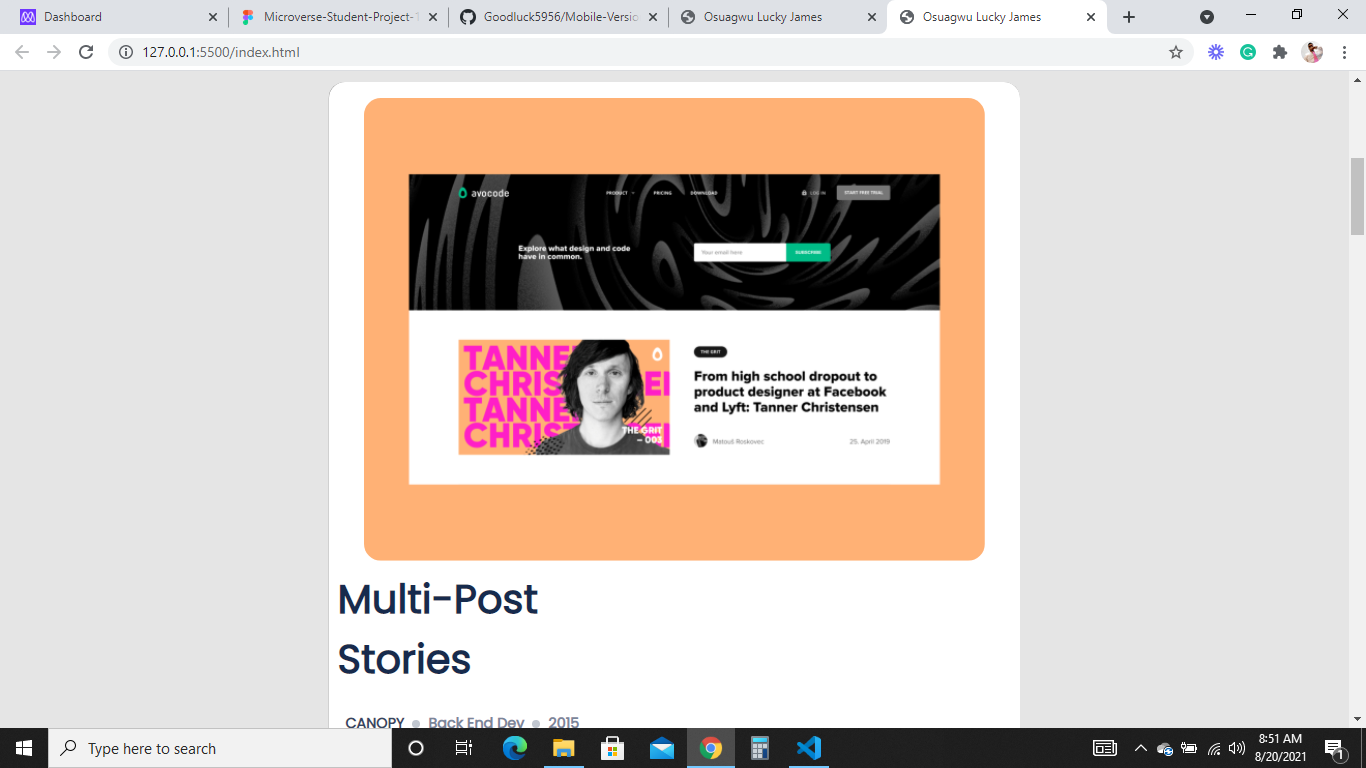 Dashboard
Microverse-Student-Project-
Goodluck5956/Mobile-Versio
Osuagwu Lucky James
Osuagwu Lucky James
127.0.0.1:5500/index.html
avocode
PRODUCT
PRICING
DOWNLOAD
LOG IN
START FREE TRIAL
Explore what design and code
have in common.
Your email here
SUBSCRIBE
TANNE
CHRIS EI
TANNE
CHRIST
THE GRIT
– 003
THE GRIT
From high school dropout to
product designer at Facebook
and Lyft: Tanner Christensen
Matouš Roskovec
25. April 2019
Multi-Post
Stories
CANOPY Back End Dev 2015
Type here to search
8:51 AM
8/20/2021
1